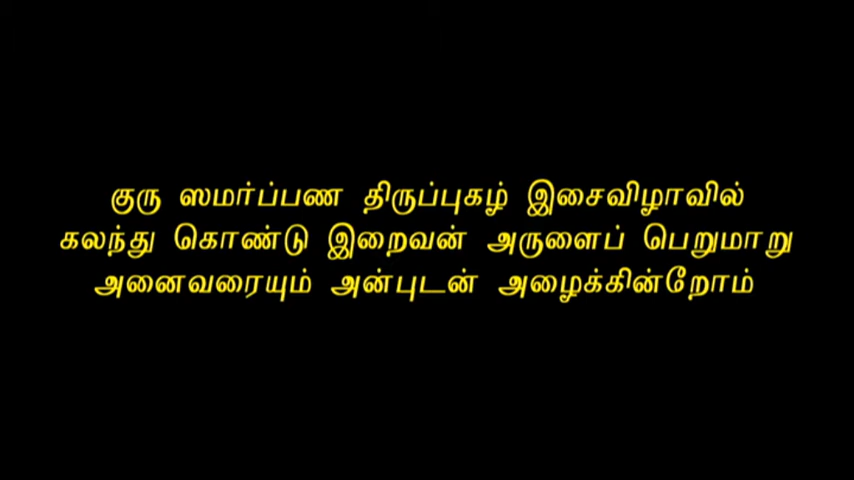 குரு ஸமர்ப்பண திருப்புகழ் இசைவிழாவில்
கலந்து கொண்டு இறைவன் அருளைப் பெறுமாறு
அனைவரையும் அன்புடன் அழைக்கின்றோம்